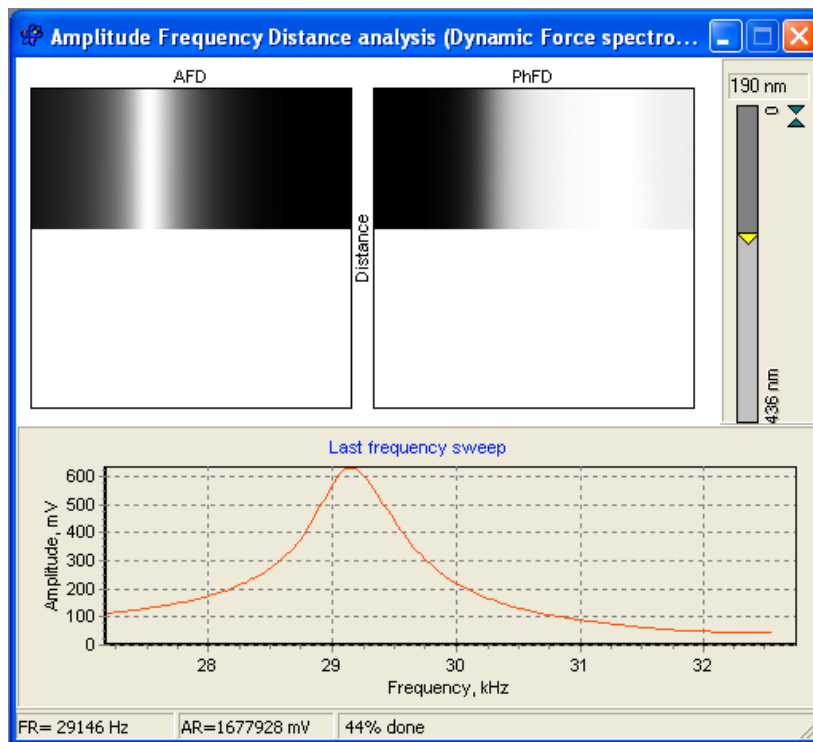 Amplitude Frequency Distance analysis (Dynamic Force spectro...
AFD
PhFD
190 nm
0
Distance
436 nm
Last frequency sweep
600
500
400
300
200
100
0
Amplitude, mV
28 29 30 31 32
Frequency, kHz
FR= 29146 Hz AR=1677928 mV 44% done